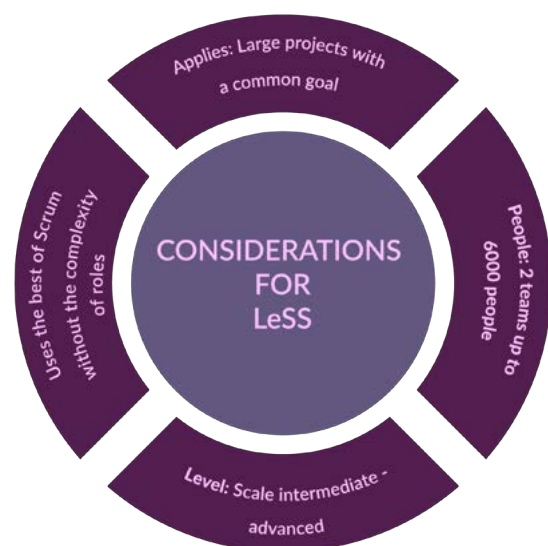 CONSIDERATIONS
FOR
LeSS
Applies: Large projects with
a common goal
People: 2 teams up to
6000 people
Level: Scale intermediate -
advanced
Uses the best of Scrum
without the complexity
of roles